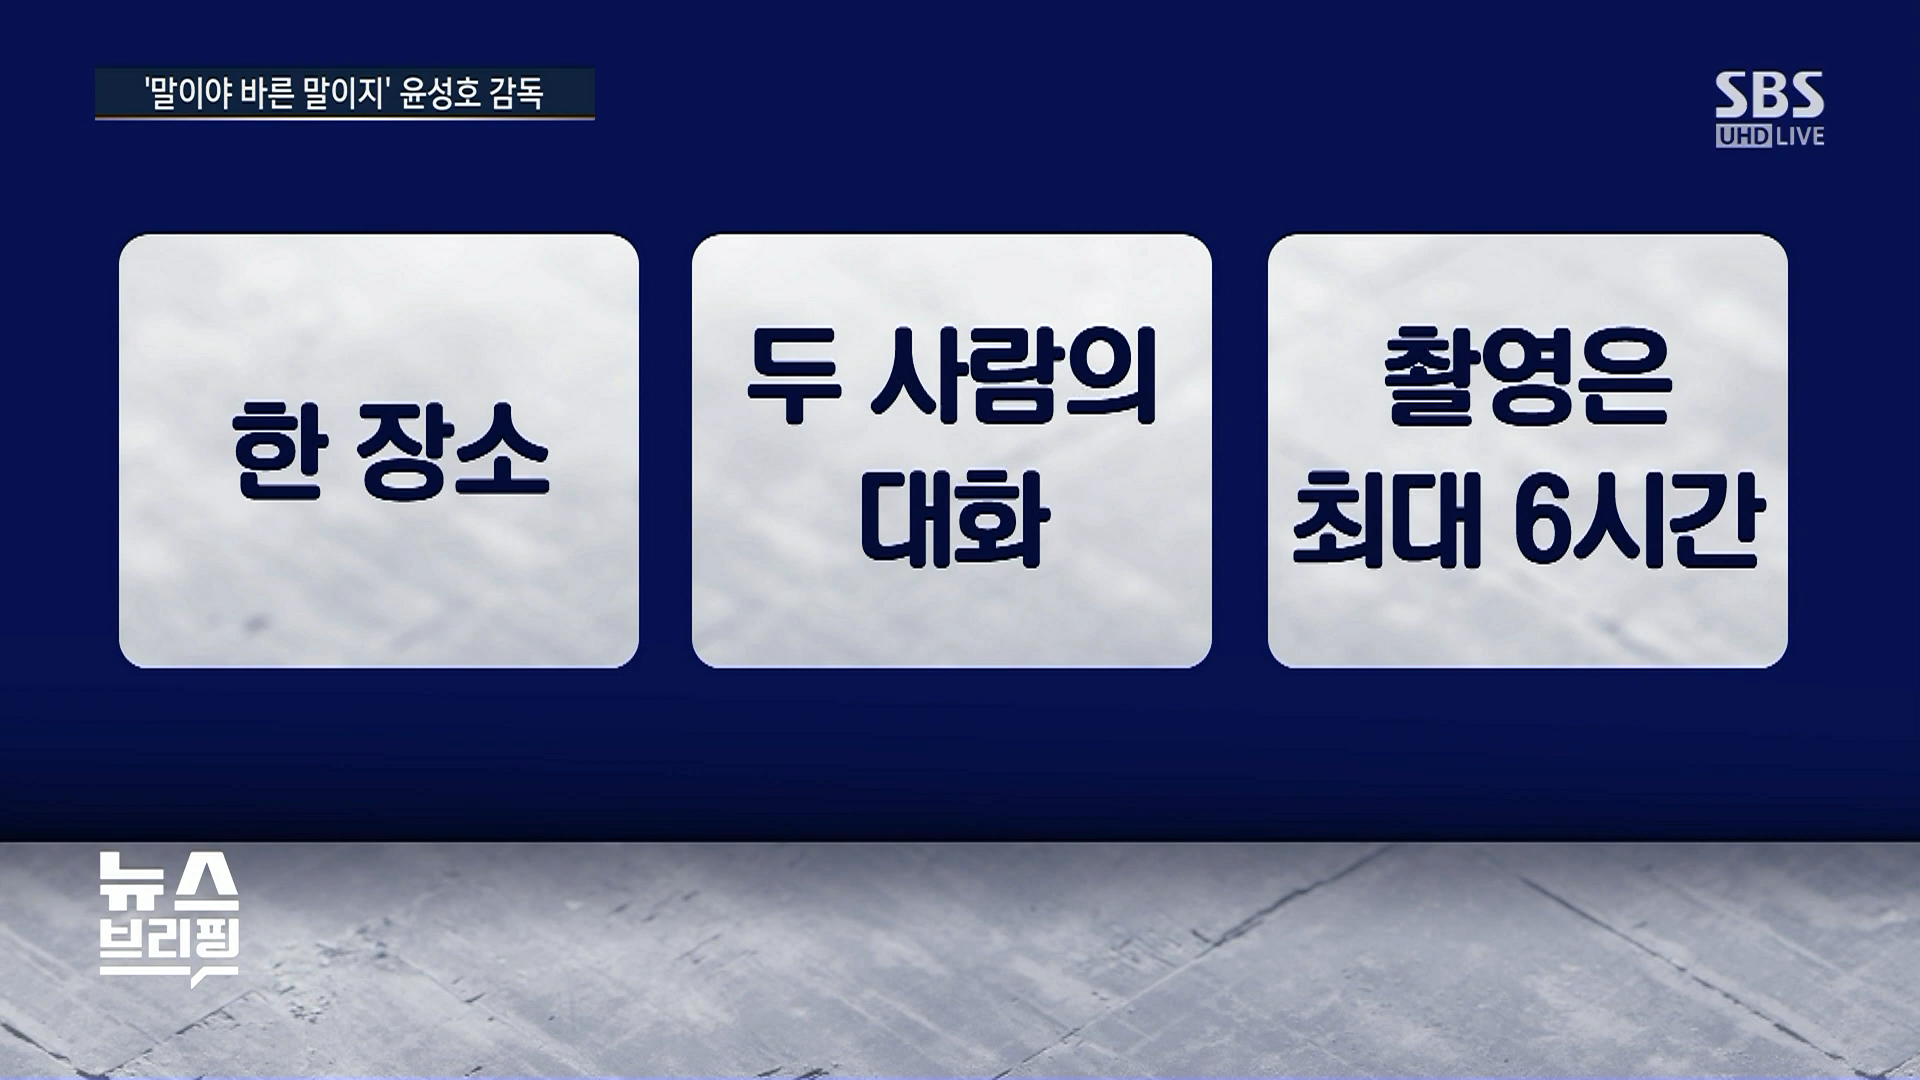 '말이야 바른 말이지' 윤성호 감독
SBS
UHD LIVE
한 장소
두 사람의
대화
촬영은
최대 6시간
뉴스
브리핑